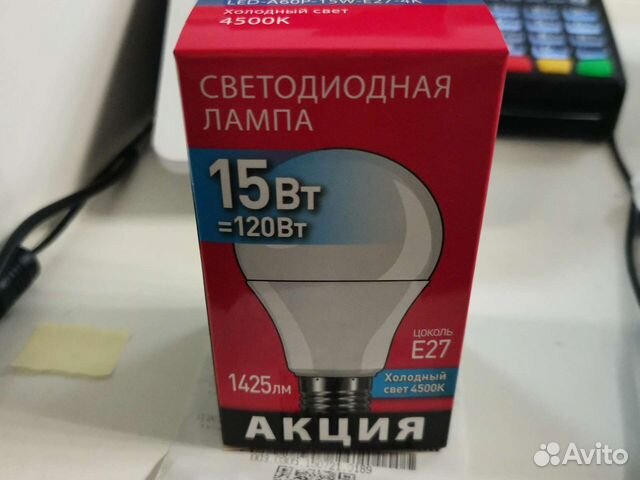 LED-A60P-15W-E27-4K
Холодный свет
4500K
СВЕТОДИОДНАЯ
ЛАМПА
15Вт
=120Вт
ЦОКОЛЬ
E27
1425лм
Холодный
свет 4500K
АКЦИЯ
Avito